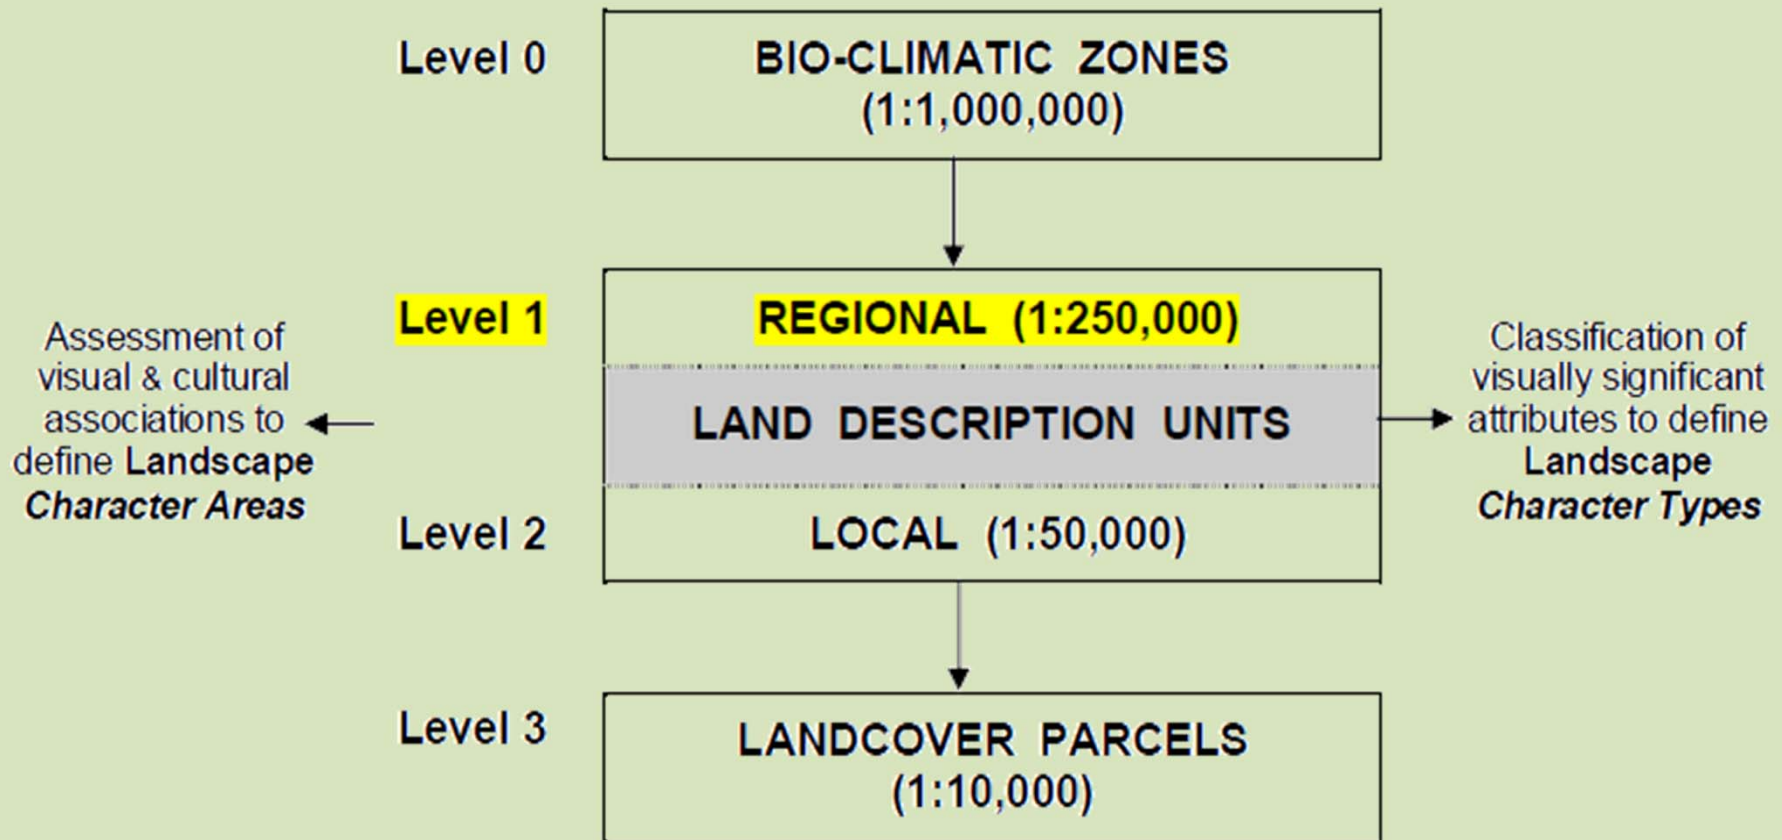 Level 0
BIO-CLIMATIC ZONES
(1:1,000,000)
Level 1
REGIONAL (1:250,000)
Assessment of
visual & cultural
associations to
define Landscape
Character Areas
LAND DESCRIPTION UNITS
Classification of
visually significant
attributes to define
Landscape
Character Types
Level 2
LOCAL (1:50,000)
Level 3
LANDCOVER PARCELS
(1:10,000)